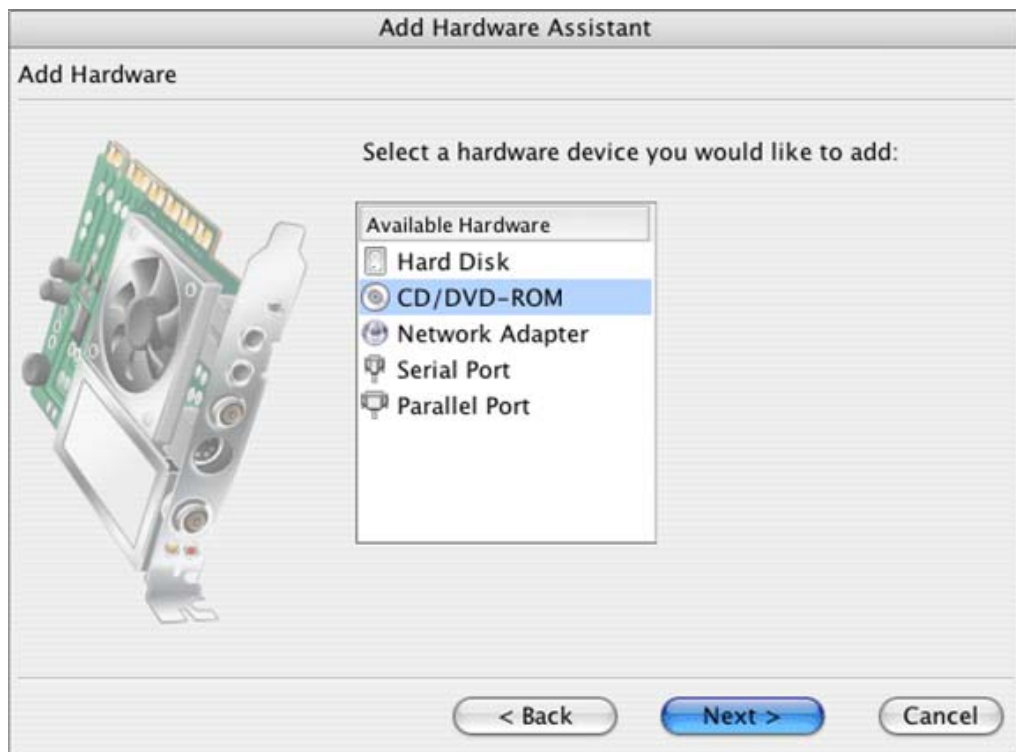 Add Hardware Assistant
Add Hardware
Select a hardware device you would like to add:
Available Hardware
Hard Disk
CD/DVD-ROM
Network Adapter
Serial Port
Parallel Port
< Back
Next >
Cancel